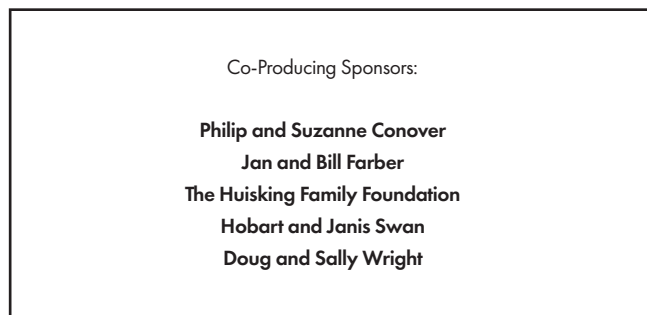 Co-Producing Sponsors:
Philip and Suzanne Conover
Jan and Bill Farber
The Huisking Family Foundation
Hobart and Janis Swan
Doug and Sally Wright